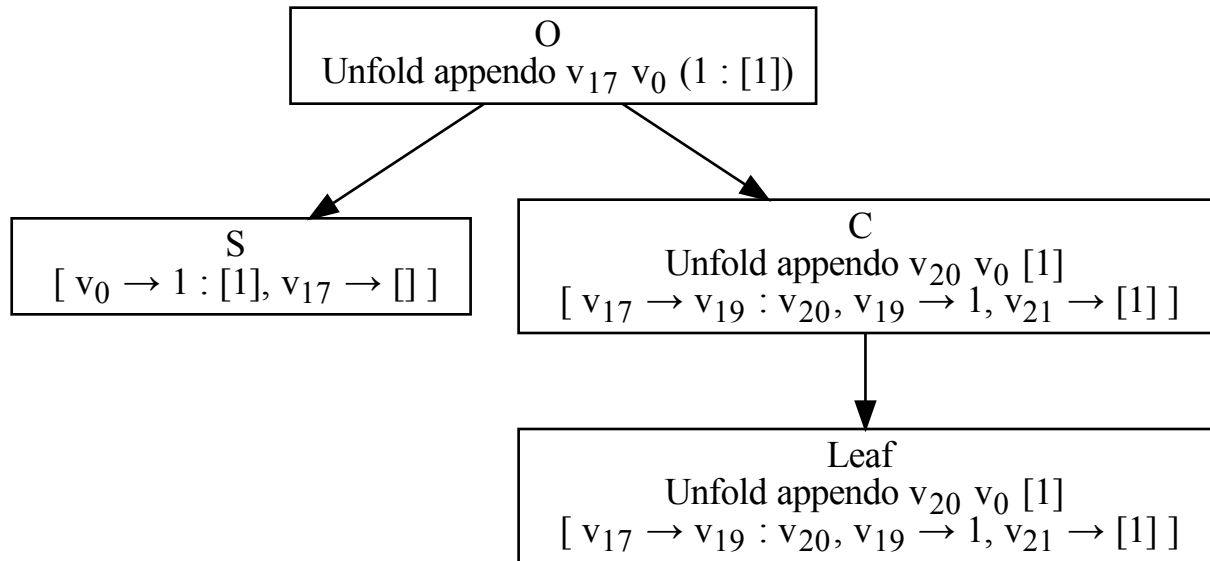 O
Unfold appendo v₁₇ v₀ (1 : [1])
S
[ v₀ → 1 : [1], v₁₇ → [] ]
C
Unfold appendo v₂₀ v₀ [1]
[ v₁₇ → v₁₉ : v₂₀, v₁₉ → 1, v₂₁ → [1] ]
Leaf
Unfold appendo v₂₀ v₀ [1]
[ v₁₇ → v₁₉ : v₂₀, v₁₉ → 1, v₂₁ → [1] ]